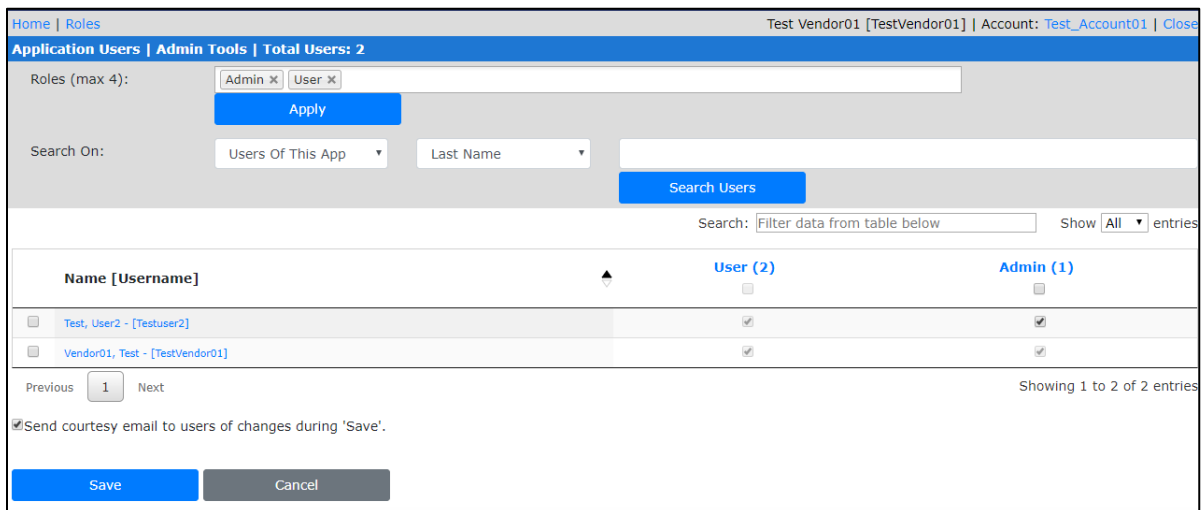 Home | Roles Test Vendor01 [TestVendor01] | Account: Test_Account01 | Close
Application Users | Admin Tools | Total Users: 2
Roles (max 4): Admin × User ×
Apply
Search On: Users Of This App Last Name
Search Users
Search: Filter data from table below Show All entries
Name [Username] User (2) Admin (1)
Test, User2 - [Testuser2]
Vendor01, Test - [TestVendor01]
Previous 1 Next Showing 1 to 2 of 2 entries
Send courtesy email to users of changes during 'Save'.
Save Cancel